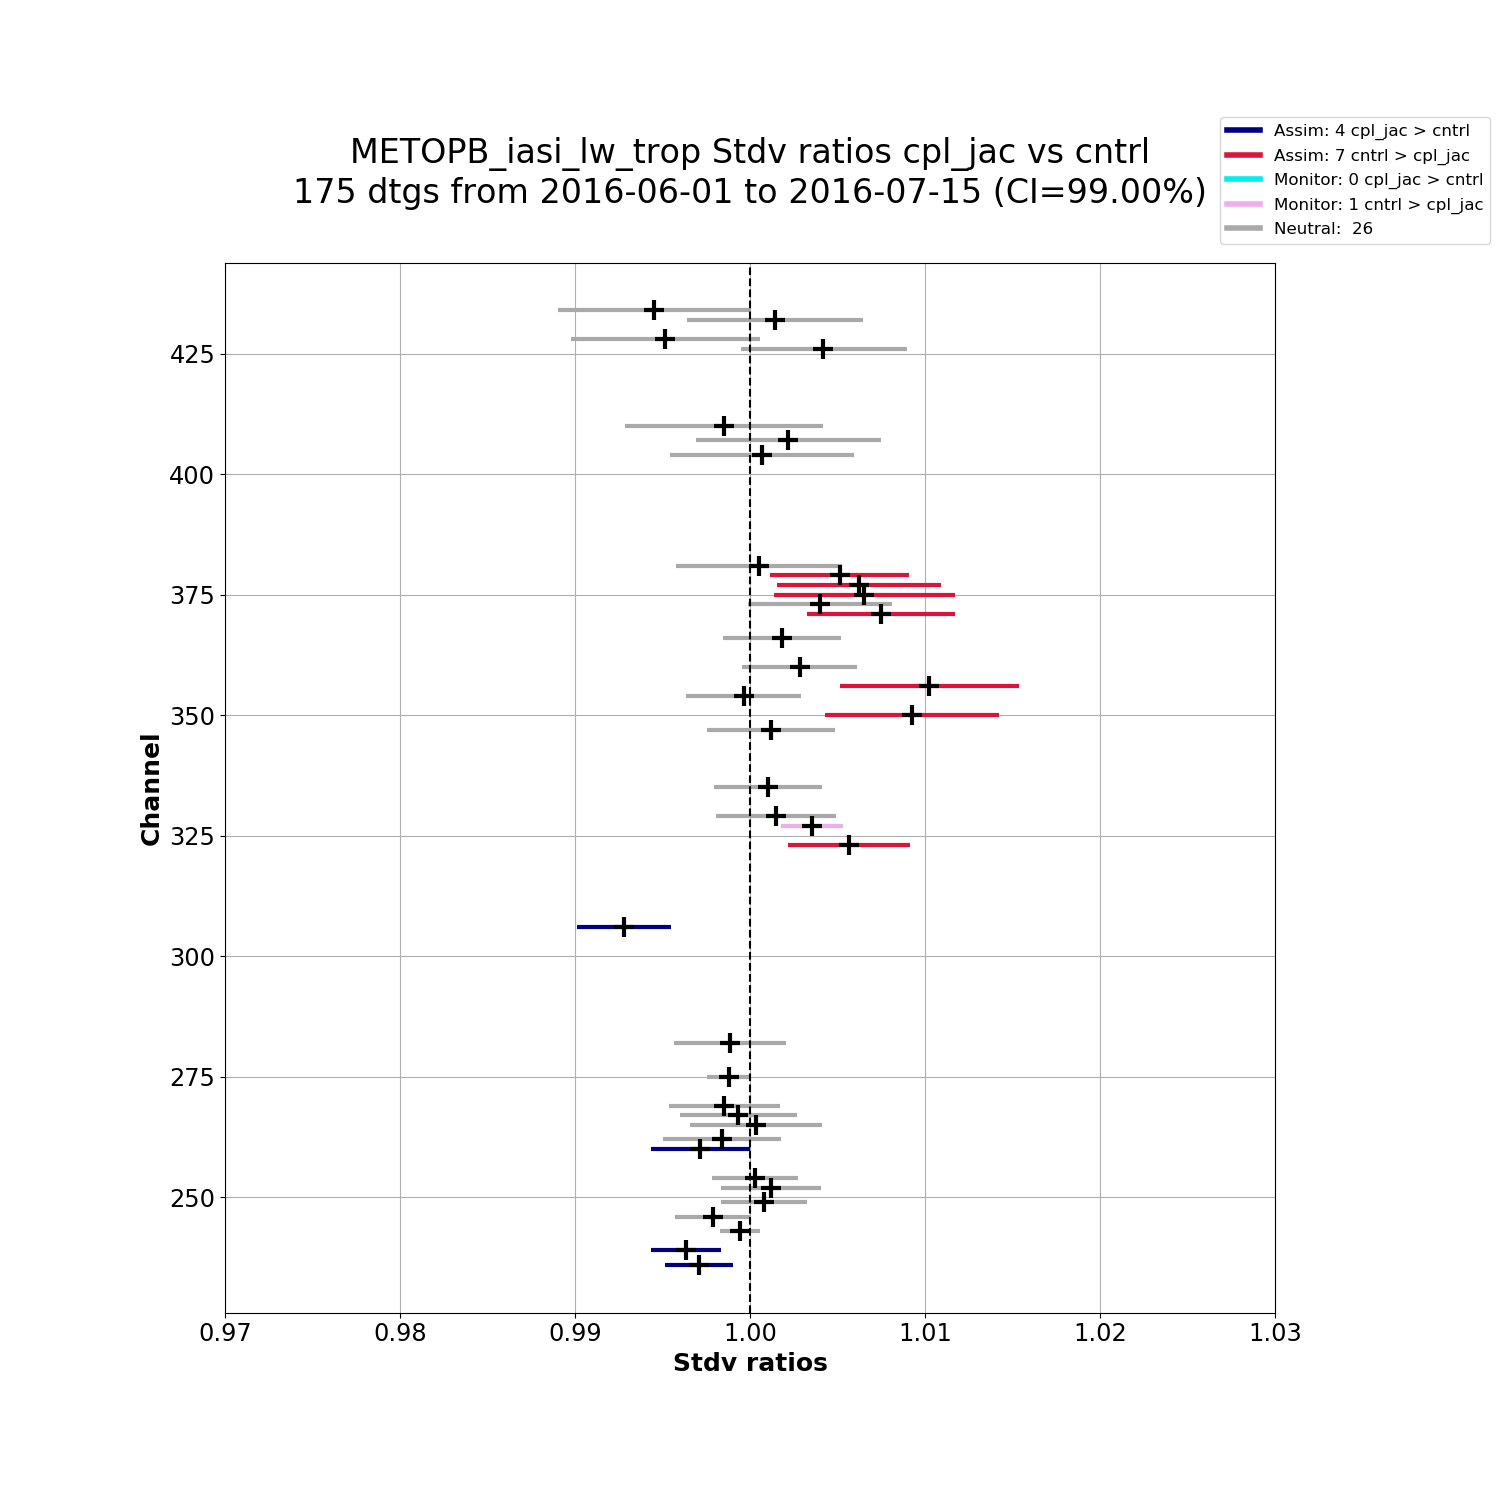 METOPB_iasi_lw_trop Stdv ratios cpl_jac vs cntrl
175 dtgs from 2016-06-01 to 2016-07-15 (CI=99.00%)
Assim: 4 cpl_jac > cntrl
Assim: 7 cntrl > cpl_jac
Monitor: 0 cpl_jac > cntrl
Monitor: 1 cntrl > cpl_jac
Neutral:  26
425
400
375
350
325
300
275
250
Channel
0.97 0.98 0.99 1.00 1.01 1.02 1.03
Stdv ratios